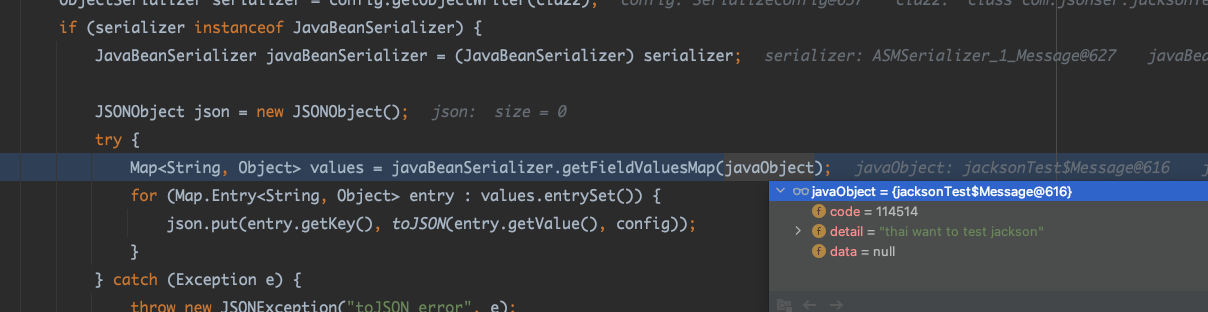 ObjectSerializer serializer = config.getObjectWriter(clazz);   config: SerializeConfig@637   clazz: "class com.jsonser.jacksonTe
if (serializer instanceof JavaBeanSerializer) {
JavaBeanSerializer javaBeanSerializer = (JavaBeanSerializer) serializer;   serializer: ASMSerializer_1_Message@627   javaBea
JSONObject json = new JSONObject();   json:  size = 0
try {
Map<String, Object> values = javaBeanSerializer.getFieldValuesMap(javaObject);   javaObject: jacksonTest$Message@616   j
for (Map.Entry<String, Object> entry : values.entrySet()) {
json.put(entry.getKey(), toJSON(entry.getValue(), config));
}
} catch (Exception e) {
throw new JSONException("toJSON error", e);
javaObject = {jacksonTest$Message@616}
code = 114514
detail = "thai want to test jackson"
data = null